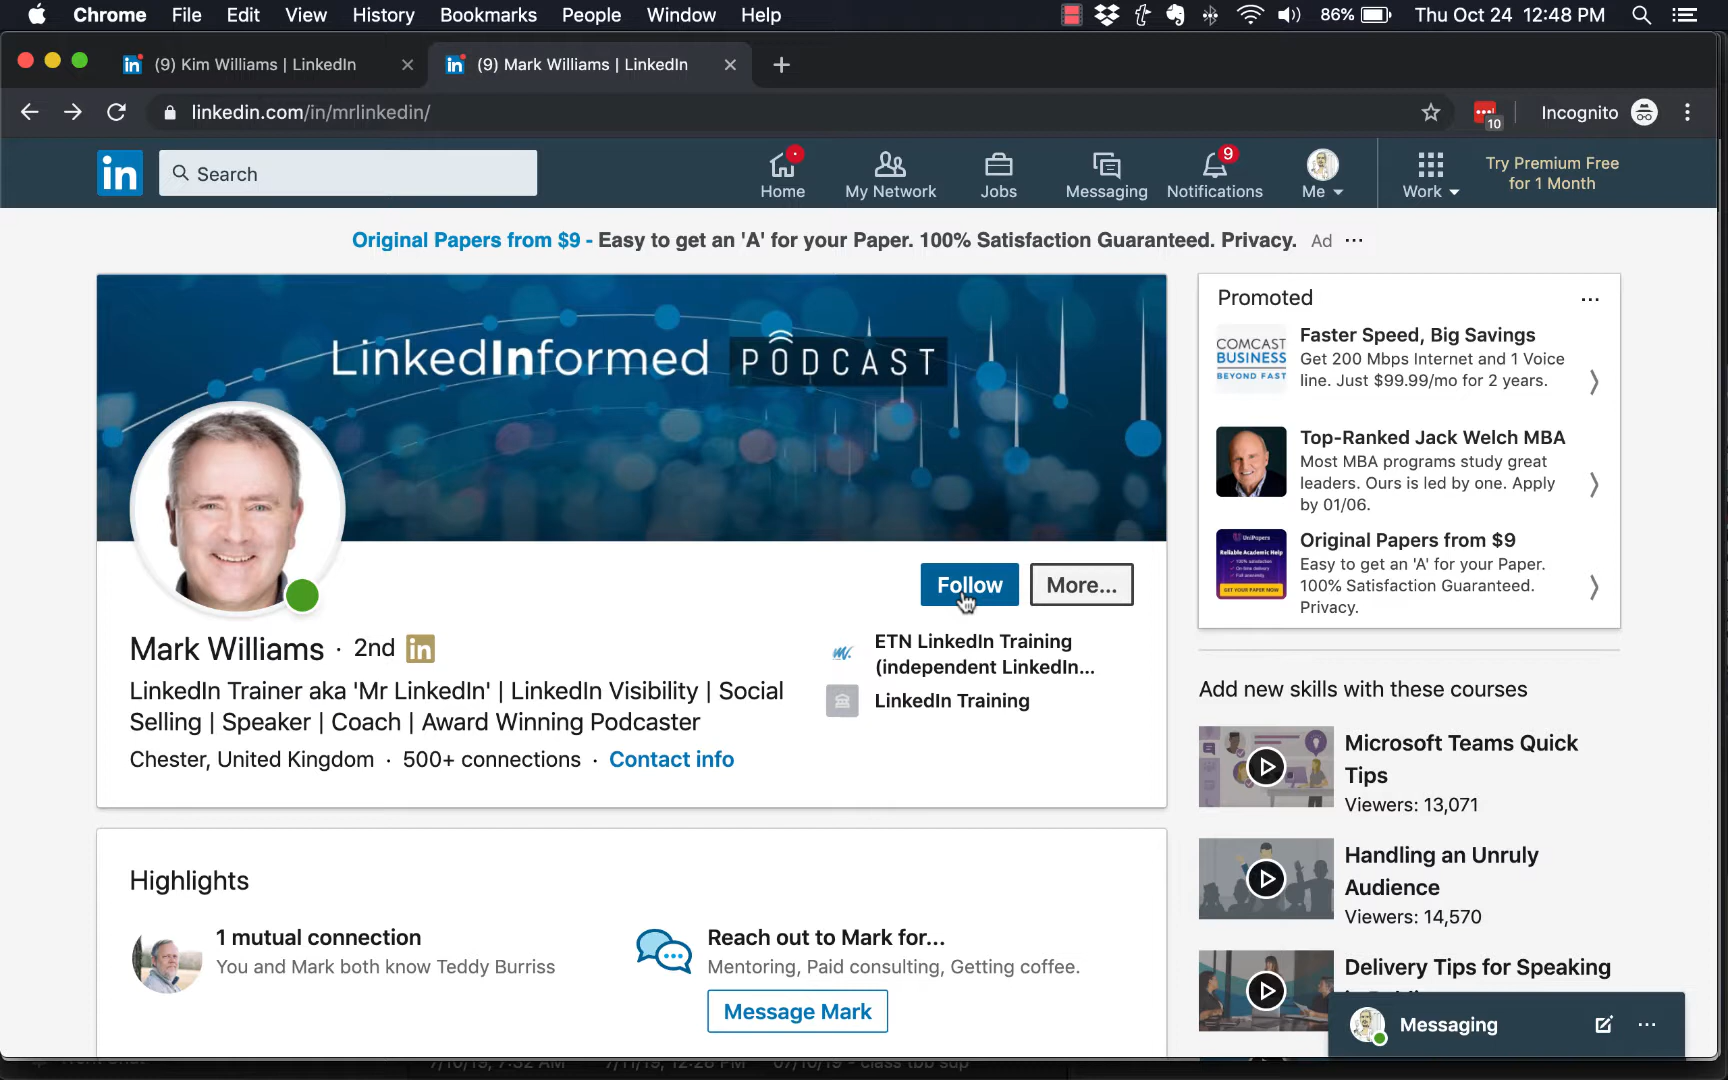 Chrome File Edit View History Bookmarks People Window Help
86% Thu Oct 24 12:48 PM
(9) Kim Williams | LinkedIn
(9) Mark Williams | LinkedIn
linkedin.com/in/mrlinkedin/
10
Incognito
in
Search
Home
My Network
Jobs
Messaging
9
Notifications
Me
Work
Try Premium Free
for 1 Month
Original Papers from $9 - Easy to get an 'A' for your Paper. 100% Satisfaction Guaranteed. Privacy. Ad ...
LinkedInformed PODCAST
Follow
More...
Mark Williams · 2nd in
LinkedIn Trainer aka 'Mr LinkedIn' | LinkedIn Visibility | Social
Selling | Speaker | Coach | Award Winning Podcaster
Chester, United Kingdom · 500+ connections · Contact info
ETN LinkedIn Training
(independent LinkedIn...
LinkedIn Training
Highlights
1 mutual connection
You and Mark both know Teddy Burriss
Reach out to Mark for...
Mentoring, Paid consulting, Getting coffee.
Message Mark
Promoted
COMCAST
BUSINESS
BEYOND FAST
Faster Speed, Big Savings
Get 200 Mbps Internet and 1 Voice
line. Just $99.99/mo for 2 years.
Top-Ranked Jack Welch MBA
Most MBA programs study great
leaders. Ours is led by one. Apply
by 01/06.
UniPapers
Reliable Academic Help
GET YOUR PAPER NOW
Original Papers from $9
Easy to get an 'A' for your Paper.
100% Satisfaction Guaranteed.
Privacy.
Add new skills with these courses
Microsoft Teams Quick
Tips
Viewers: 13,071
Handling an Unruly
Audience
Viewers: 14,570
Delivery Tips for Speaking
Messaging